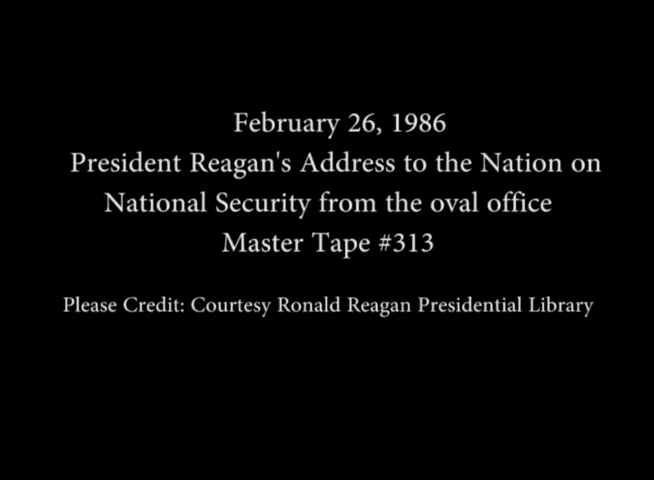 February 26, 1986
President Reagan's Address to the Nation on
National Security from the oval office
Master Tape #313
Please Credit: Courtesy Ronald Reagan Presidential Library